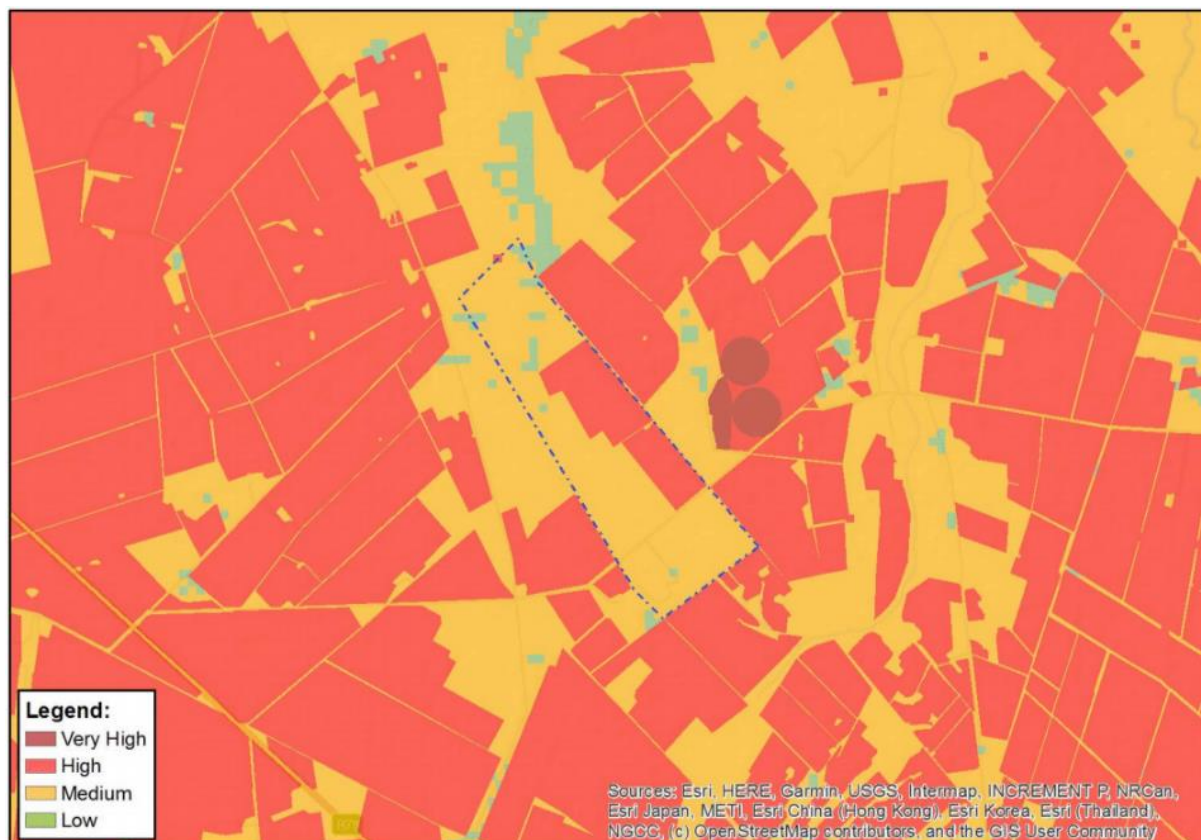 Legend:
Very High
High
Medium
Low
Sources: Esri, HERE, Garmin, USGS, Intermap, INCREMENT P, NRCan,
Esri Japan, METI, Esri China (Hong Kong), Esri Korea, Esri (Thailand),
NGCC, (c) OpenStreetMap contributors, and the GIS User Community